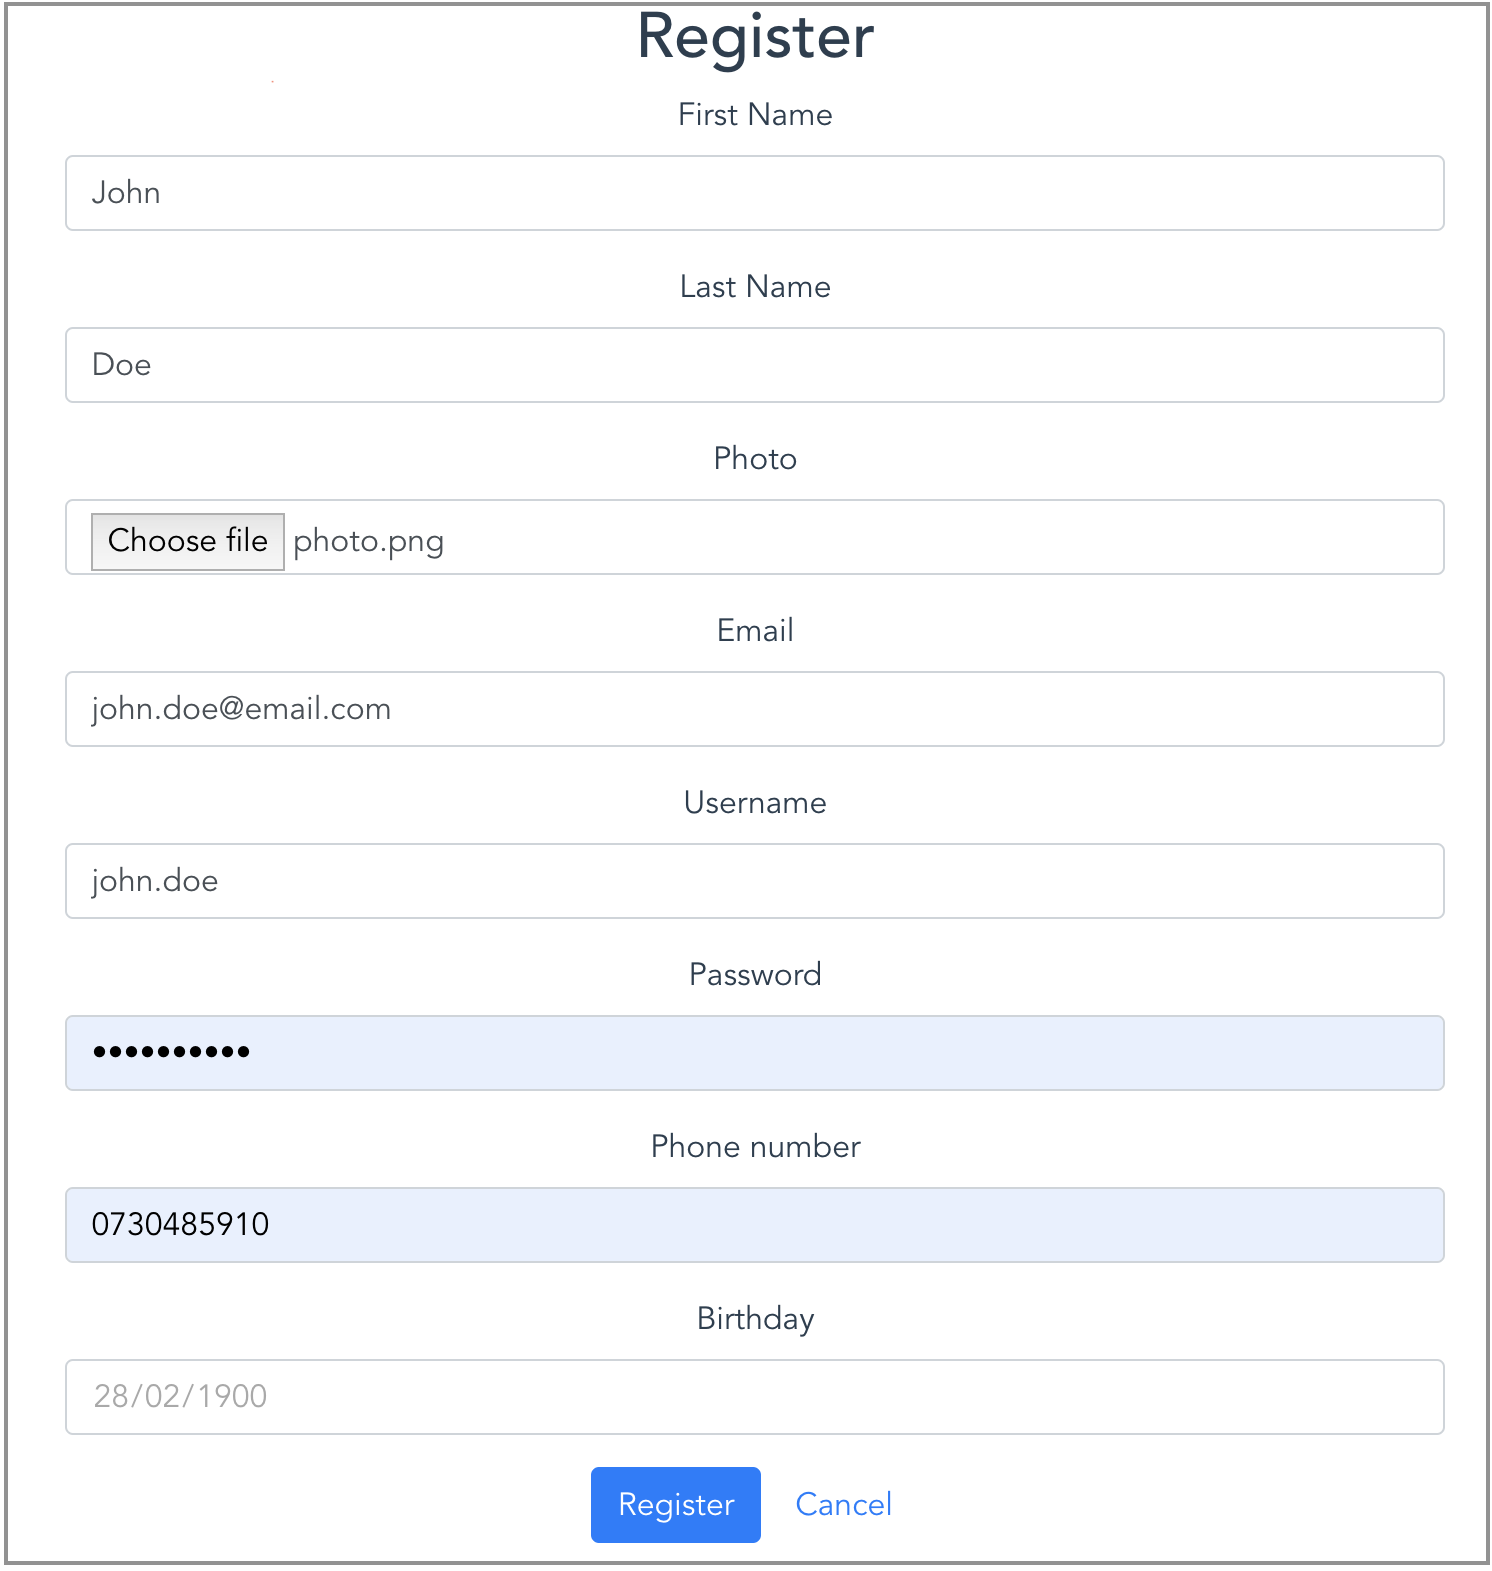 Register
First Name
John
Last Name
Doe
Photo
Choose file photo.png
Email
john.doe@email.com
Username
john.doe
Password
••••••••••
Phone number
0730485910
Birthday
28/02/1900
Register Cancel